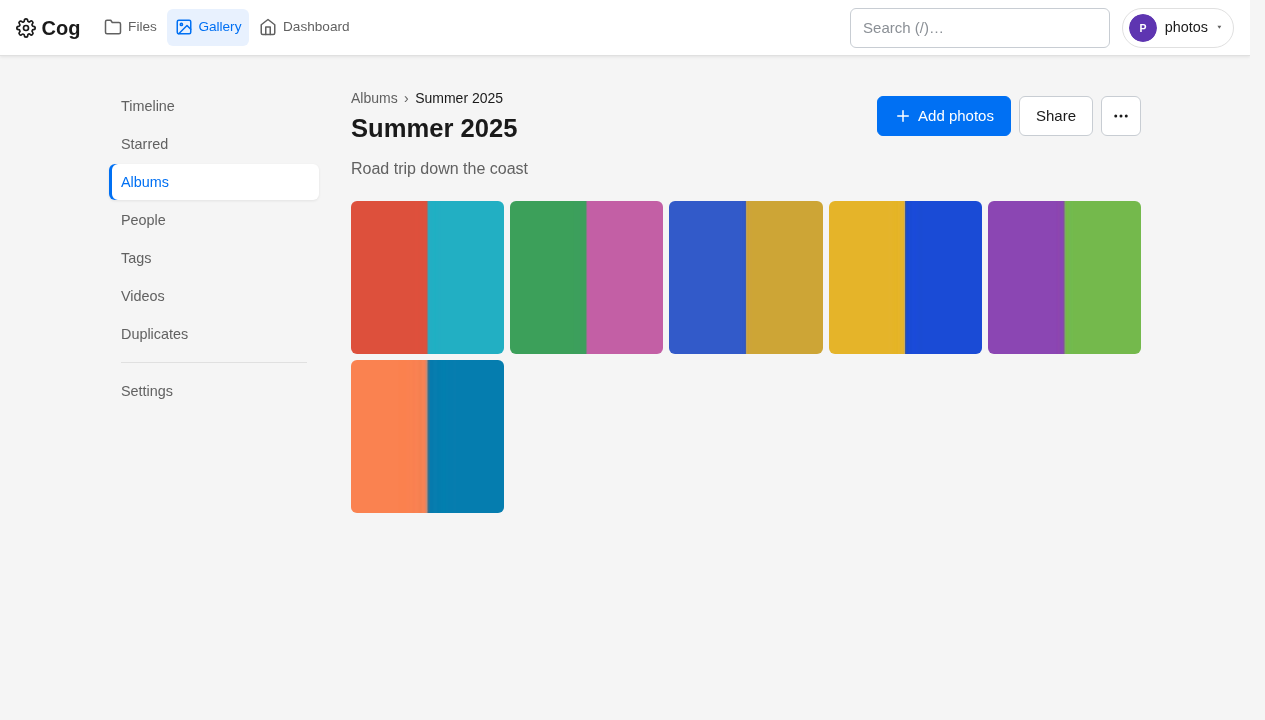 Cog
Files
Gallery
Dashboard
Search (/)…
P
photos
Timeline
Starred
Albums
People
Tags
Videos
Duplicates
Settings
Albums › Summer 2025
Summer 2025
Road trip down the coast
Add photos
Share